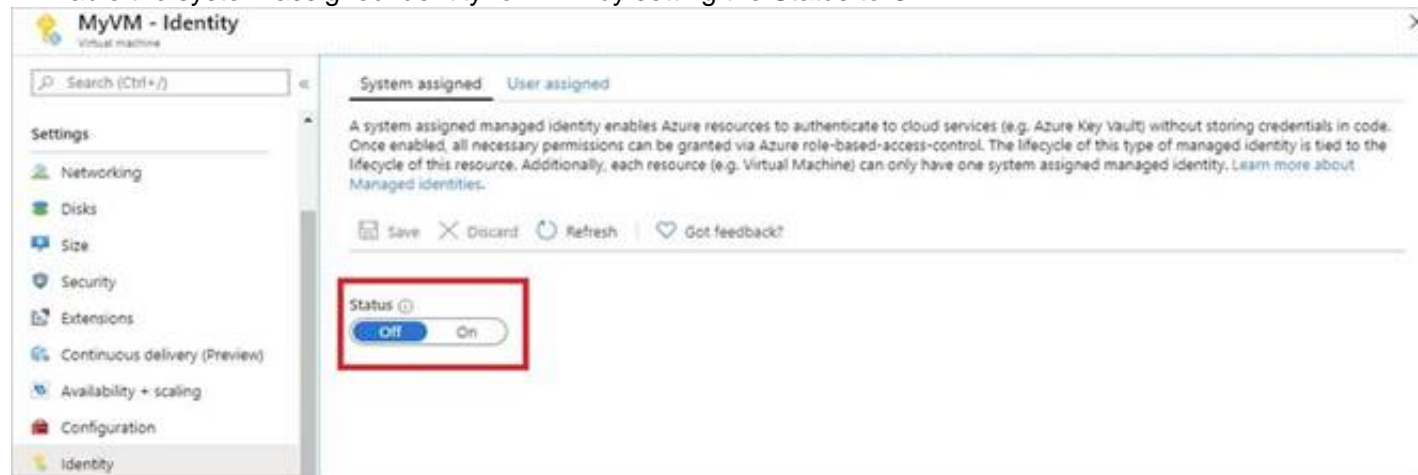 MyVM - Identity
Virtual machine
Search (Ctrl+/)
Settings
Networking
Disks
Size
Security
Extensions
Continuous delivery (Preview)
Availability + scaling
Configuration
Identity
System assigned User assigned
A system assigned managed identity enables Azure resources to authenticate to cloud services (e.g. Azure Key Vault) without storing credentials in code.
Once enabled, all necessary permissions can be granted via Azure role-based-access-control. The lifecycle of this type of managed identity is tied to the
lifecycle of this resource. Additionally, each resource (e.g. Virtual Machine) can only have one system assigned managed identity. Learn more about
Managed identities.
Save Discard Refresh Got feedback?
Status
Off On